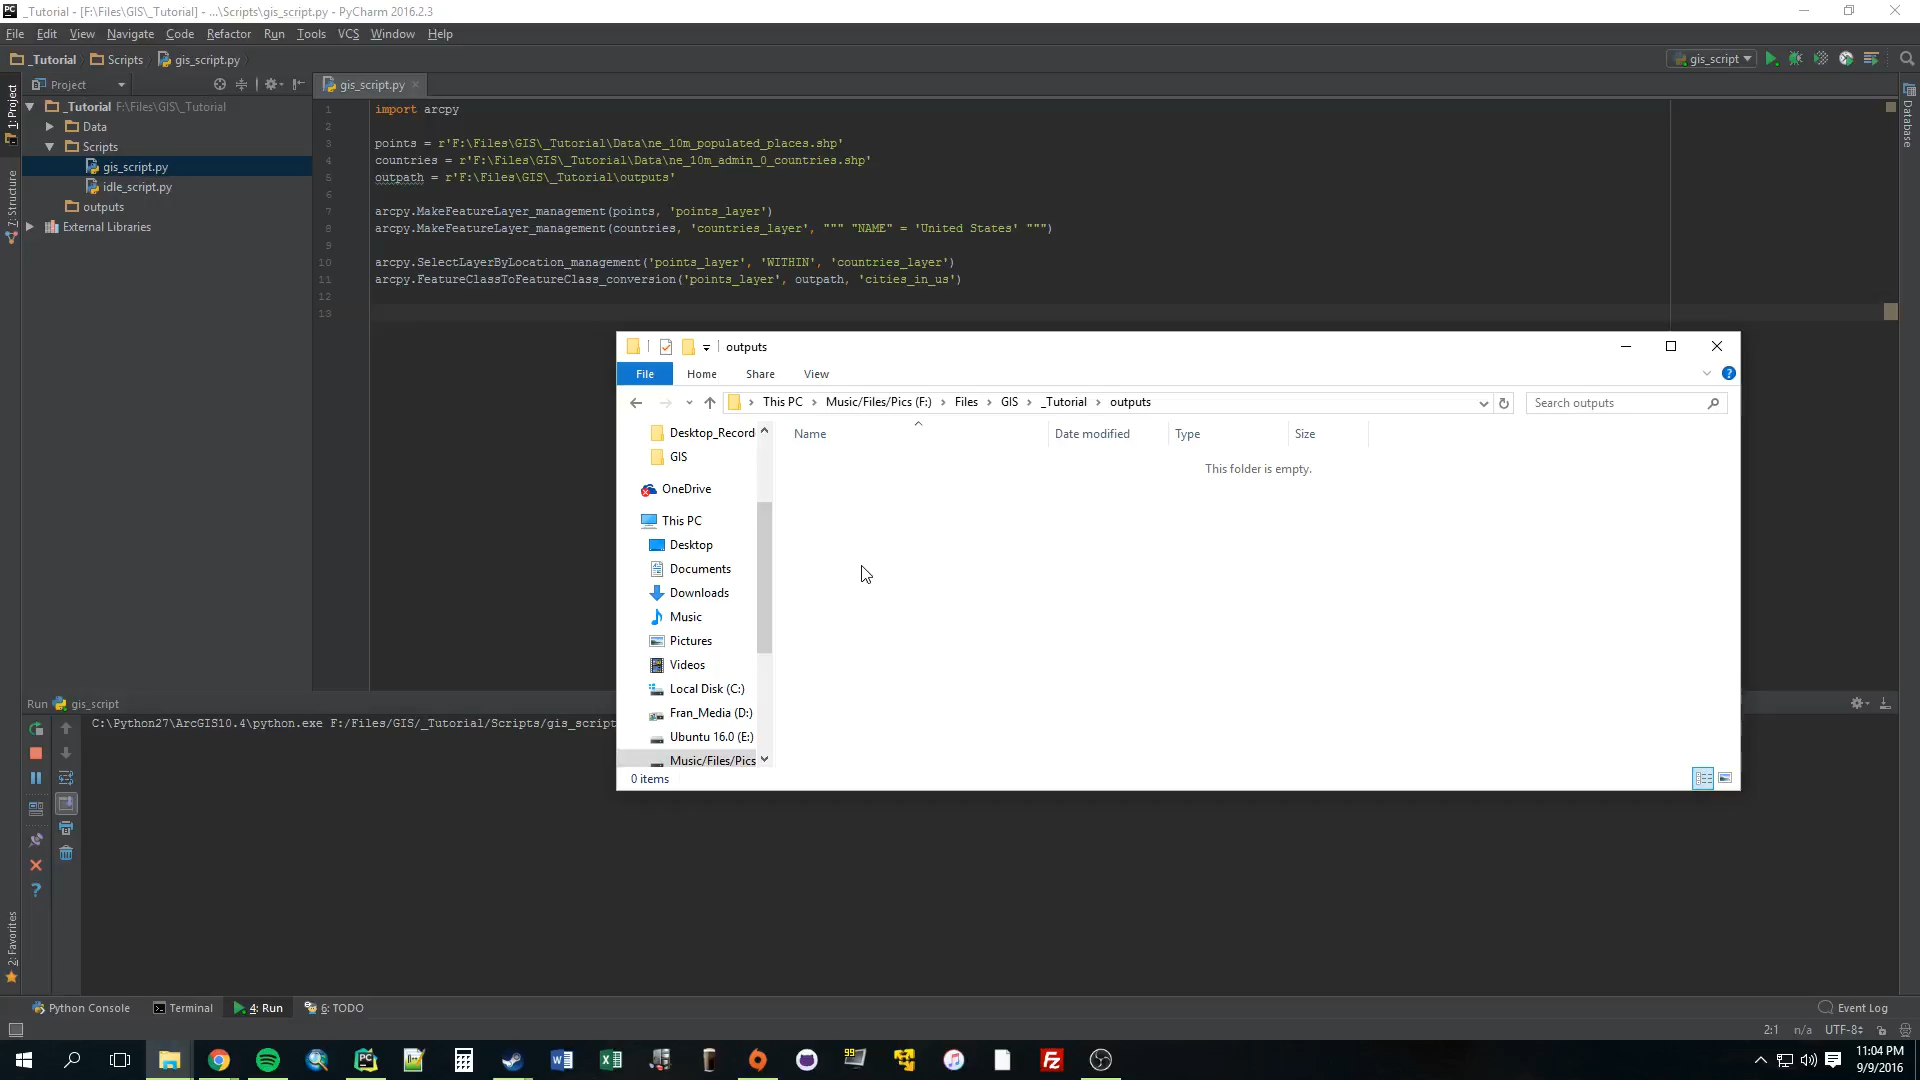 _Tutorial - [F:\Files\GIS\_Tutorial] - ...\Scripts\gis_script.py - PyCharm 2016.2.3
File Edit View Navigate Code Refactor Run Tools VCS Window Help
_Tutorial Scripts gis_script.py
gis_script
Project
gis_script.py
1: Project
7: Structure
2: Favorites
Database
_Tutorial F:\Files\GIS\_Tutorial
Data
Scripts
gis_script.py
idle_script.py
outputs
External Libraries
1 import arcpy
2
3 points = r'F:\Files\GIS\_Tutorial\Data\ne_10m_populated_places.shp'
4 countries = r'F:\Files\GIS\_Tutorial\Data\ne_10m_admin_0_countries.shp'
5 outpath = r'F:\Files\GIS\_Tutorial\outputs'
6
7 arcpy.MakeFeatureLayer_management(points, 'points_layer')
8 arcpy.MakeFeatureLayer_management(countries, 'countries_layer', """ "NAME" = 'United States' """)
9
10 arcpy.SelectLayerByLocation_management('points_layer', 'WITHIN', 'countries_layer')
11 arcpy.FeatureClassToFeatureClass_conversion('points_layer', outpath, 'cities_in_us')
12
13
outputs
File Home Share View
This PC Music/Files/Pics (F:) Files GIS _Tutorial outputs
Search outputs
Name Date modified Type Size
This folder is empty.
Desktop_Record
GIS
OneDrive
This PC
Desktop
Documents
Downloads
Music
Pictures
Videos
Local Disk (C:)
Fran_Media (D:)
Ubuntu 16.0 (E:)
Music/Files/Pics
0 items
Run gis_script
C:\Python27\ArcGIS10.4\python.exe F:/Files/GIS/_Tutorial/Scripts/gis_script
Python Console Terminal 4: Run 6: TODO
Event Log
2:1 n/a UTF-8
11:04 PM
9/9/2016